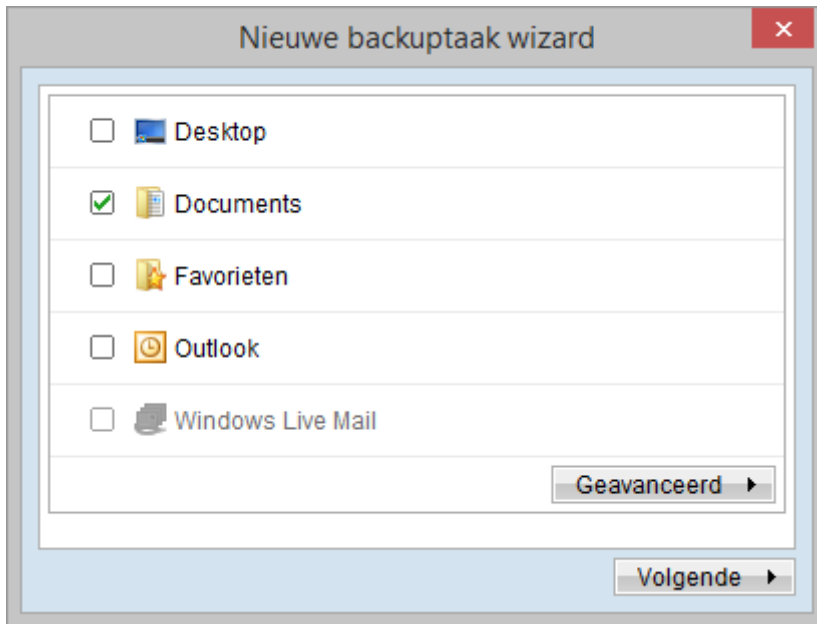 Nieuwe backuptaak wizard
Desktop
Documents
Favorieten
Outlook
Windows Live Mail
Geavanceerd
Volgende